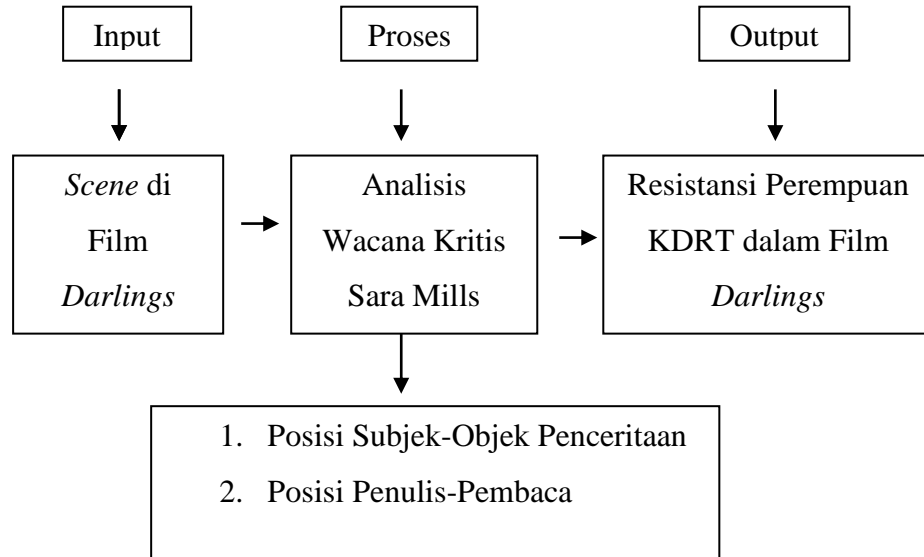 Input
Proses
Output
Scene di
Film
Darlings
Analisis
Wacana Kritis
Sara Mills
Resistansi Perempuan
KDRT dalam Film
Darlings
1. Posisi Subjek-Objek Penceritaan
2. Posisi Penulis-Pembaca